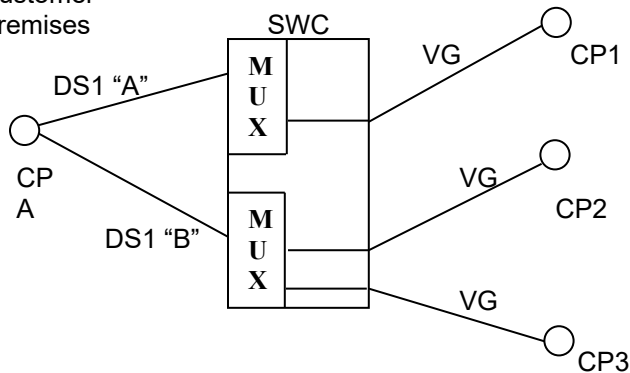 remises
SWC
VG
CP1
DS1 “A”
M
U
X
CP
A
VG
CP2
M
U
X
DS1 “B”
VG
CP3